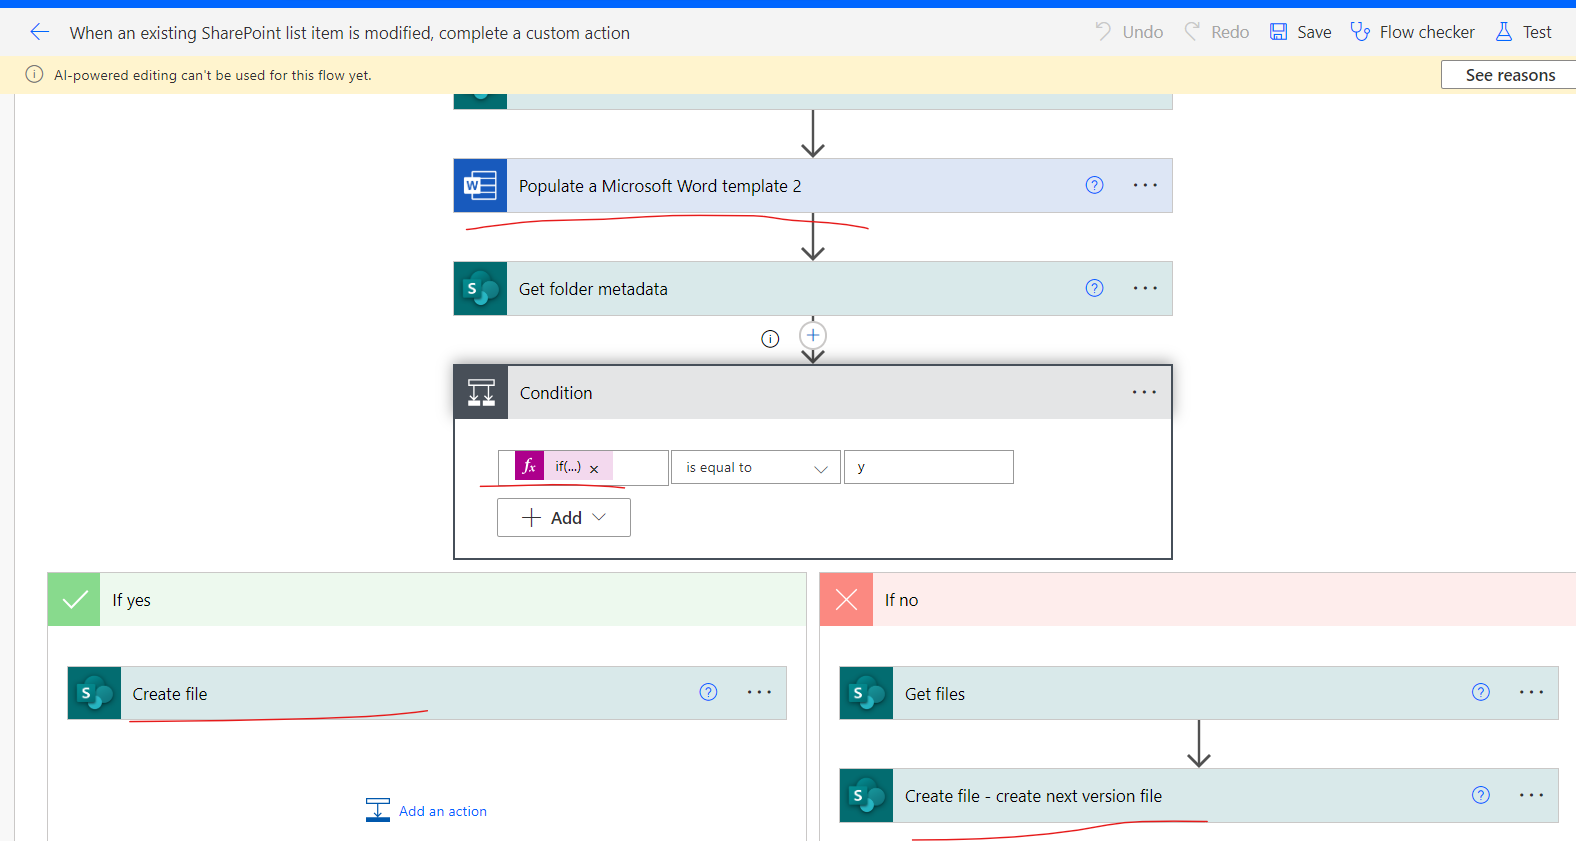 When an existing SharePoint list item is modified, complete a custom action
Undo
Redo
Save
Flow checker
Test
AI-powered editing can't be used for this flow yet.
See reasons
Populate a Microsoft Word template 2
Get folder metadata
Condition
fx if(...) ×
is equal to
y
+ Add
If yes
If no
S Create file
S Get files
Add an action
S Create file - create next version file